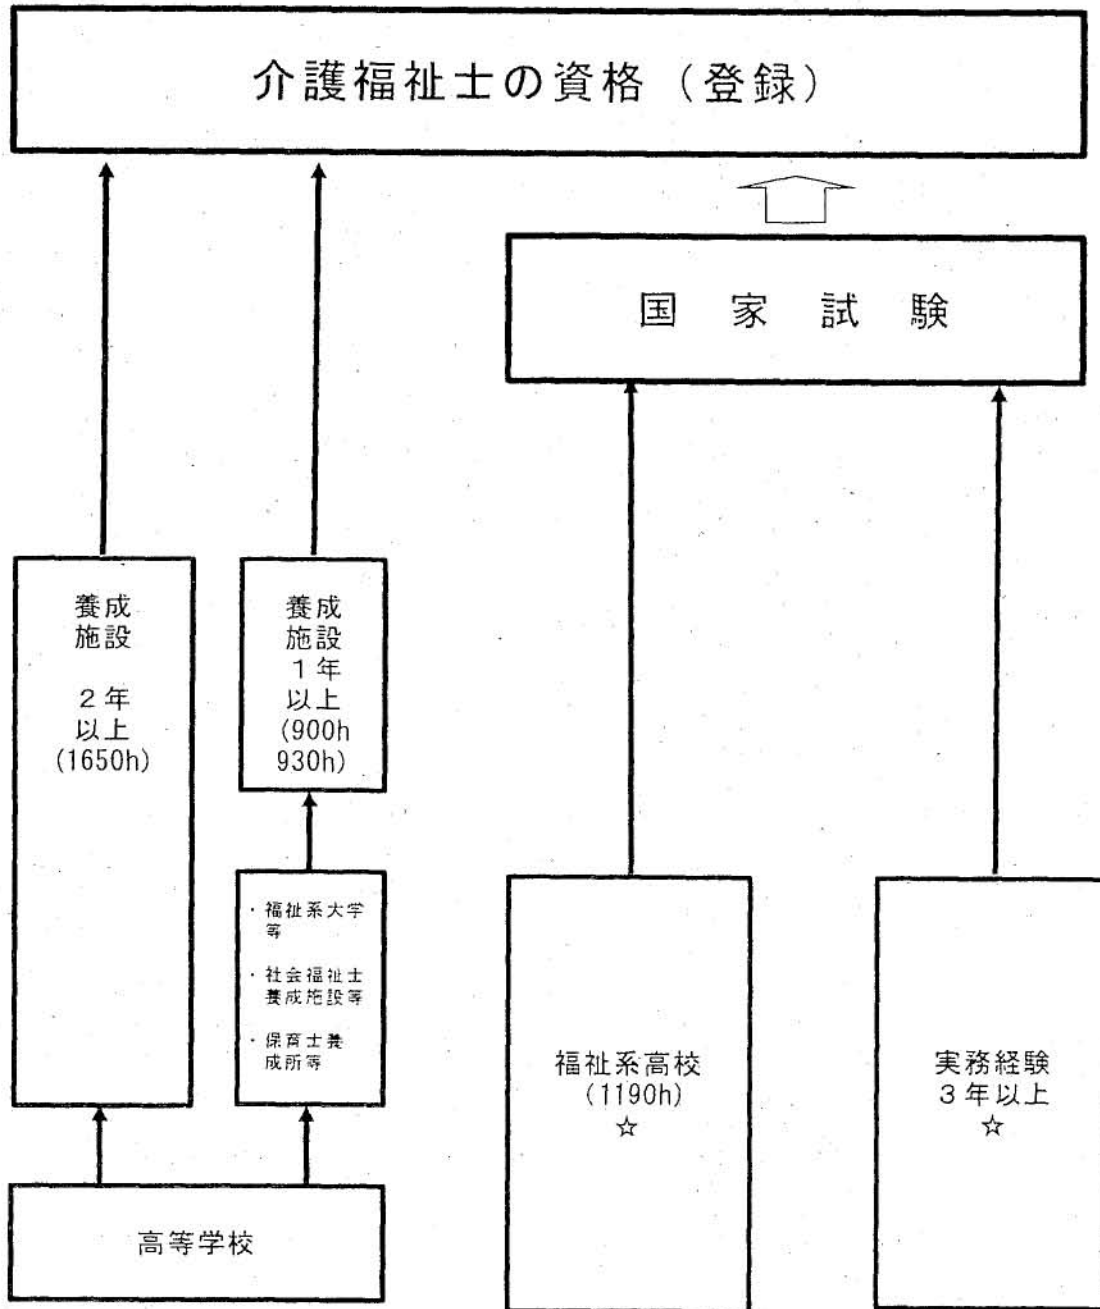 介護福祉士の資格（登録）
国家試験
養成
施設
２年
以上
(1650h)
養成
施設
１年
以上
(900h
930h)
・福祉系大学
等
・社会福祉士
養成施設等
・保育士養
成所等
福祉系高校
(1190h)
☆
実務経験
３年以上
☆
高等学校